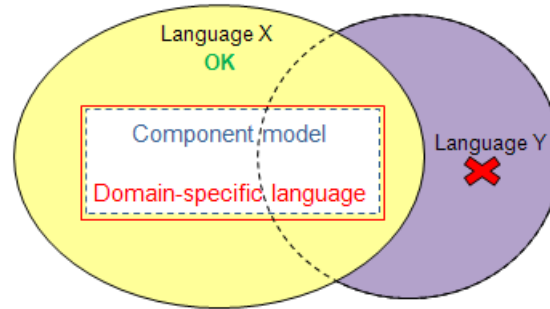 Language X
OK
Component model
Language Y
Domain-specific language